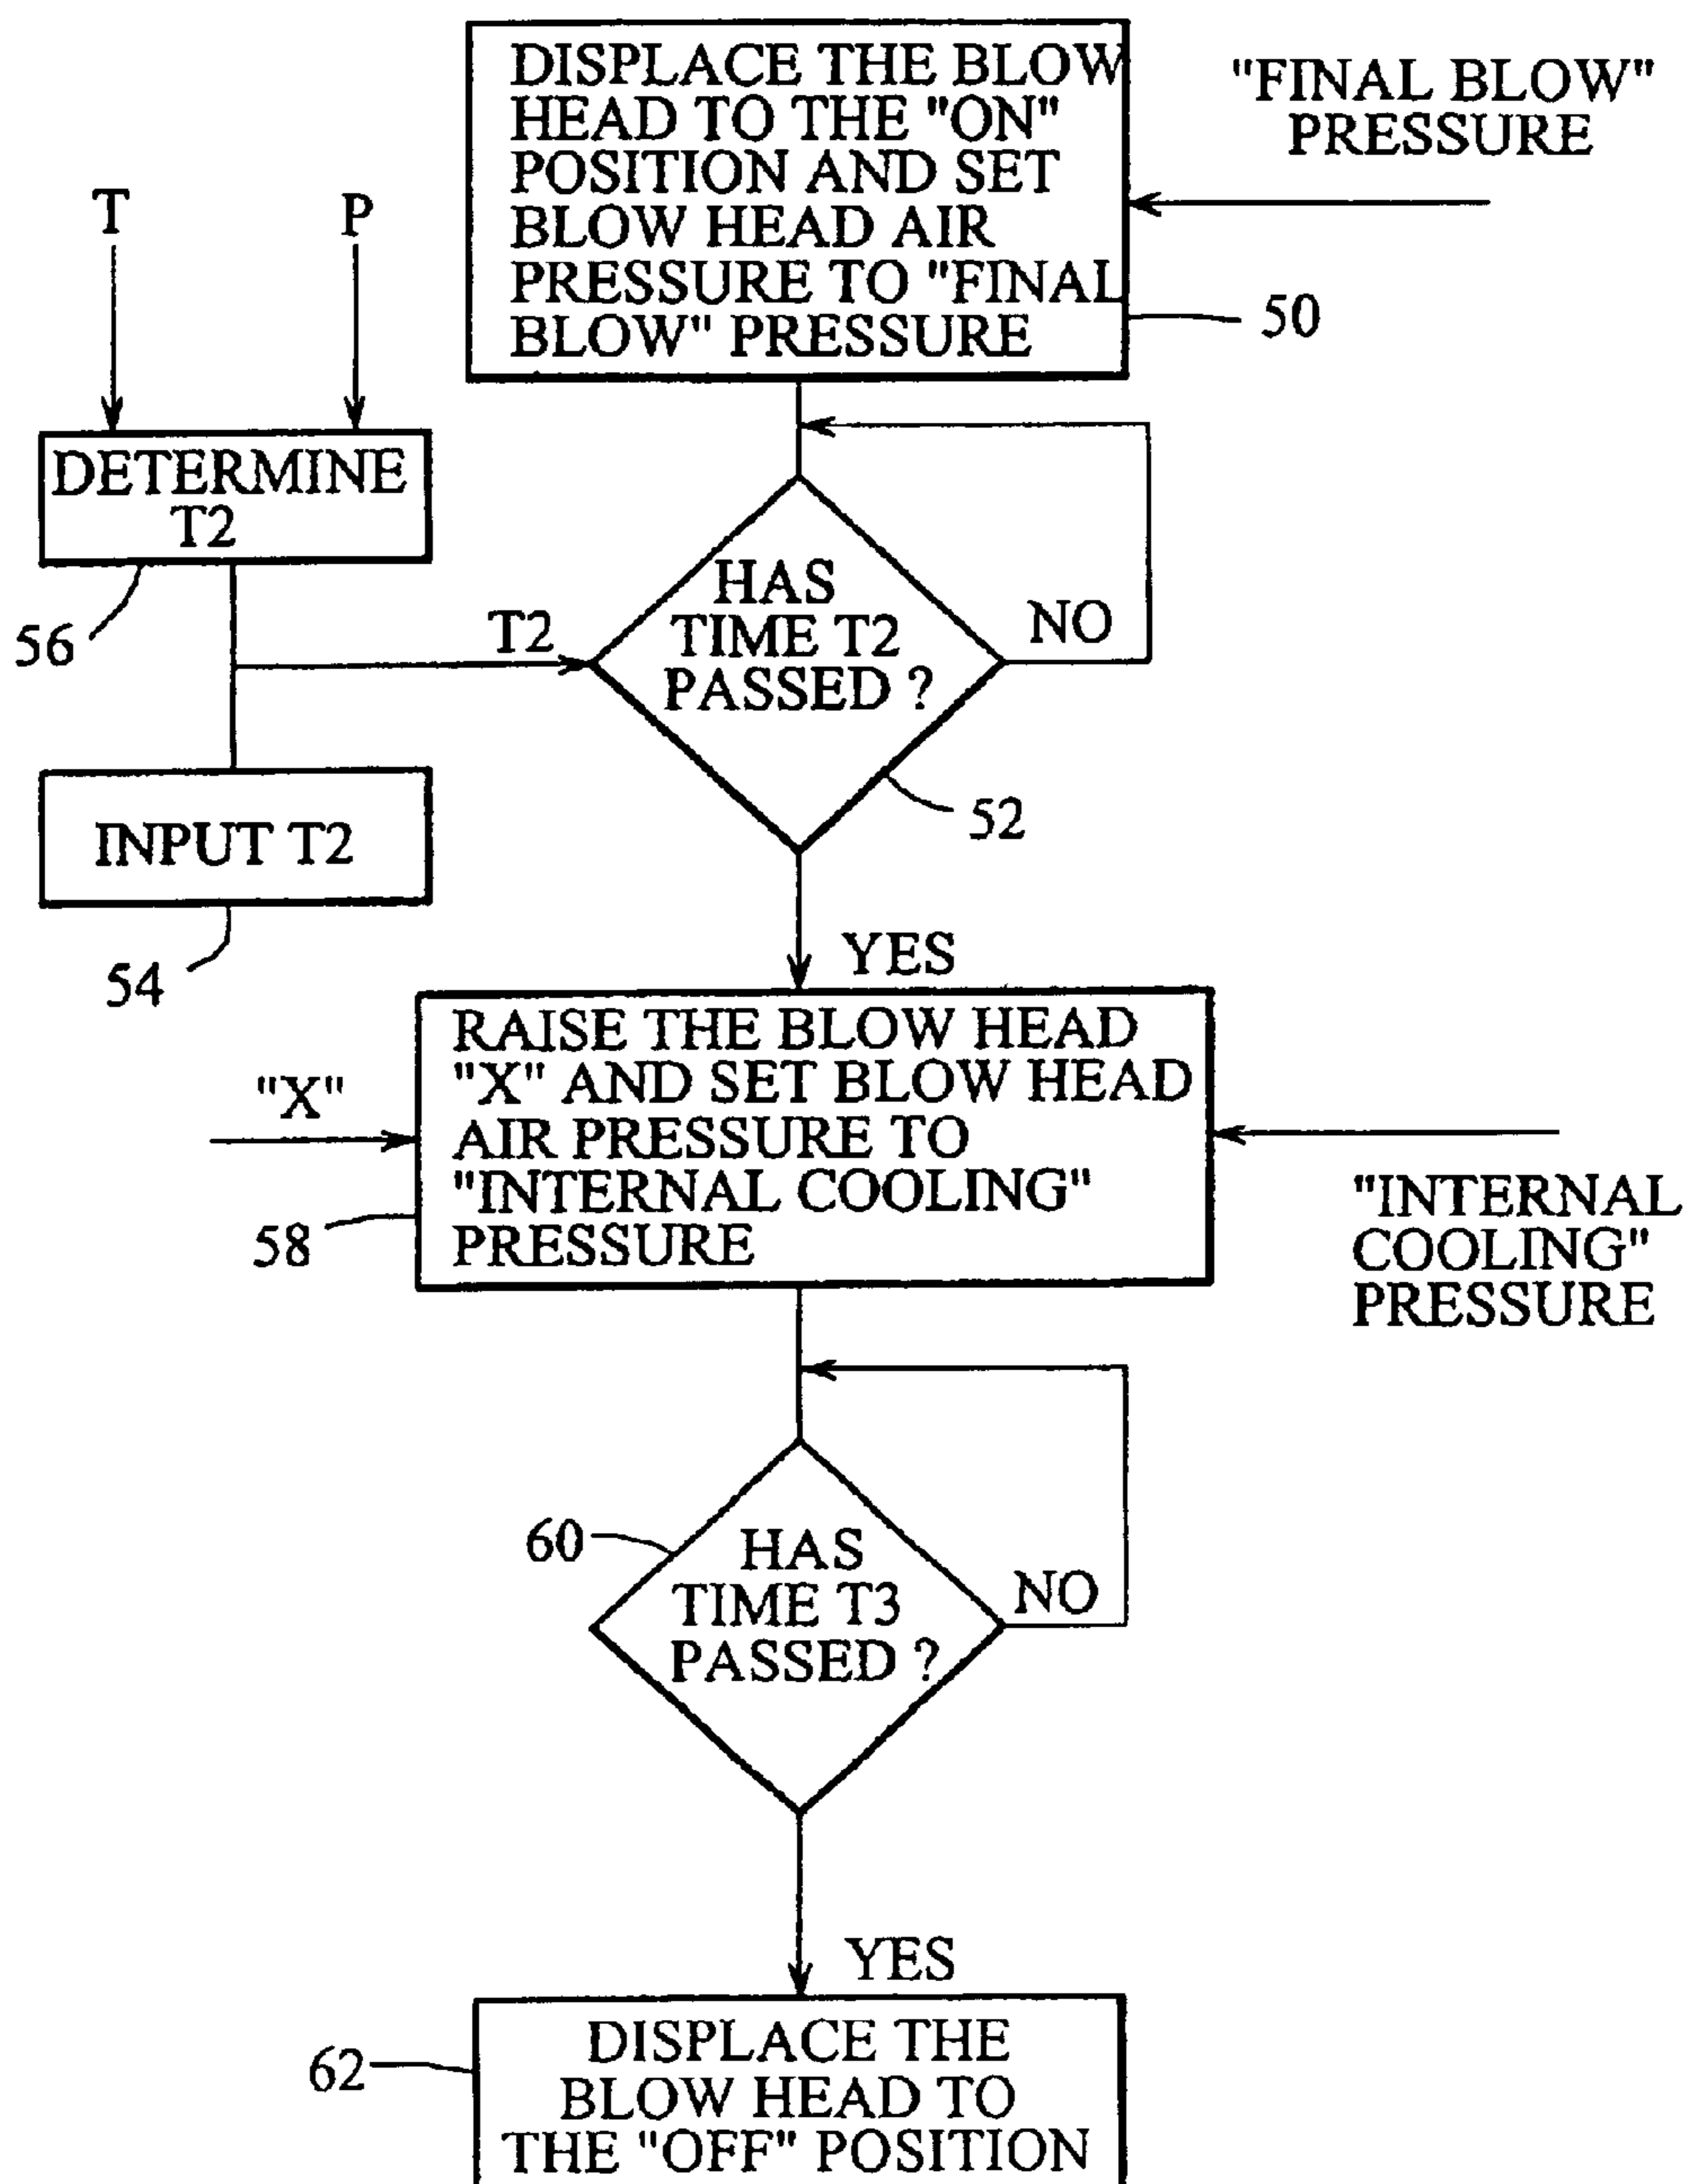 DISPLACE THE BLOW
HEAD TO THE "ON"
POSITION AND SET
BLOW HEAD AIR
PRESSURE TO "FINAL
BLOW" PRESSURE
"FINAL BLOW"
PRESSURE
50
T
P
DETERMINE
T2
56
T2
HAS
TIME T2
PASSED ?
NO
52
INPUT T2
54
YES
RAISE THE BLOW HEAD
"X" AND SET BLOW HEAD
AIR PRESSURE TO
"INTERNAL COOLING"
PRESSURE
"X"
58
"INTERNAL
COOLING"
PRESSURE
60
HAS
TIME T3
PASSED ?
NO
YES
62
DISPLACE THE
BLOW HEAD TO
THE "OFF" POSITION